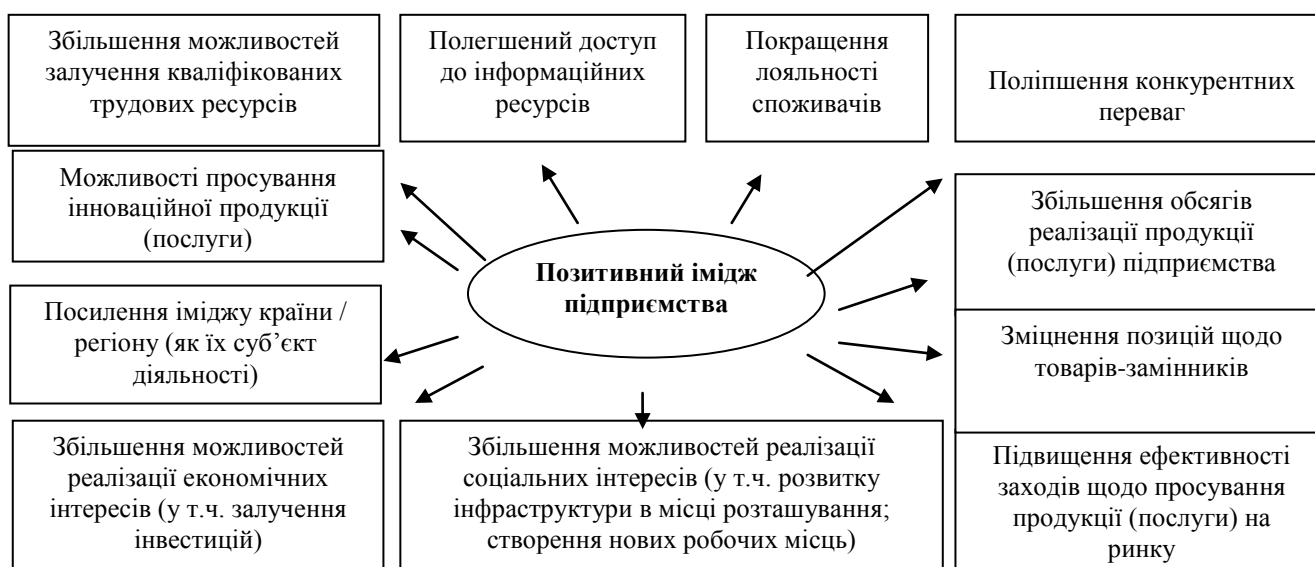 Збільшення можливостей
залучення кваліфікованих
трудових ресурсів
Полегшений доступ
до інформаційних
ресурсів
Покращення
лояльності
споживачів
Поліпшення конкурентних
переваг
Можливості просування
інноваційної продукції
(послуги)
Збільшення обсягів
реалізації продукції
(послуги) підприємства
Позитивний імідж
підприємства
Посилення іміджу країни /
регіону (як їх суб’єкт
діяльності)
Зміцнення позицій щодо
товарів-замінників
Збільшення можливостей
реалізації економічних
інтересів (у т.ч. залучення
інвестицій)
Збільшення можливостей реалізації
соціальних інтересів (у т.ч. розвитку
інфраструктури в місці розташування;
створення нових робочих місць)
Підвищення ефективності
заходів щодо просування
продукції (послуги) на
ринку